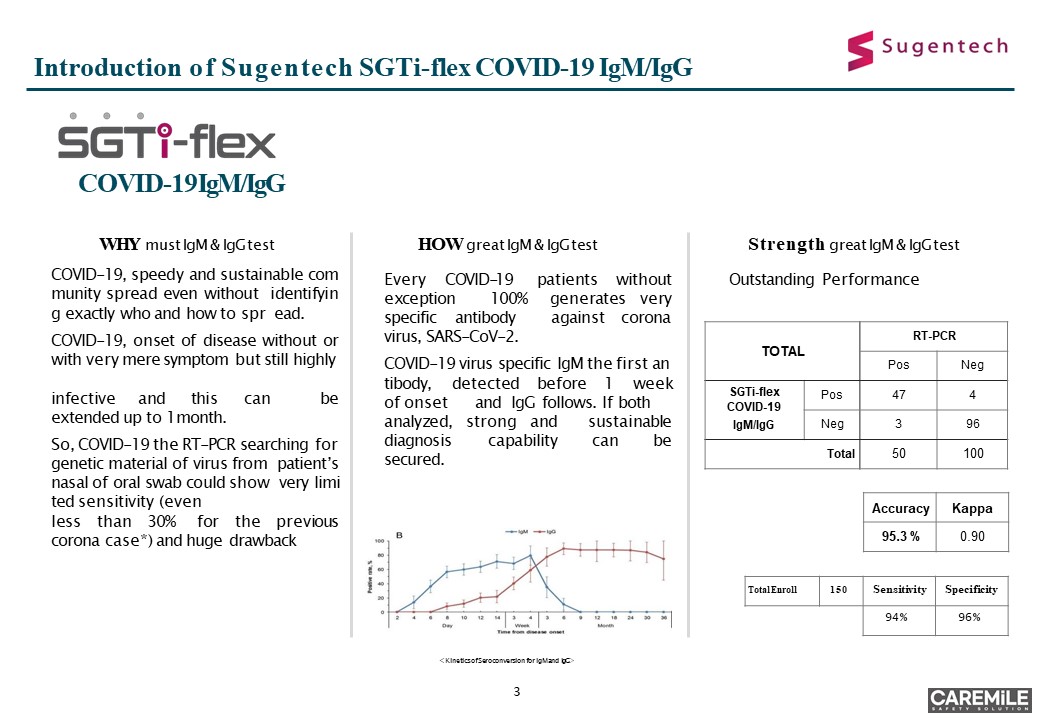 Sugentech
Introduction of Sugentech SGTi-flex COVID-19 IgM/IgG
SGTi-flex
COVID-19IgM/IgG
WHY must IgM & IgG test
COVID-19, speedy and sustainable com
munity spread even without identifyin
g exactly who and how to spr ead.
COVID-19, onset of disease without or
with very mere symptom but still highly
infective and this can be
extended up to 1 month.
So, COVID-19 the RT-PCR searching for
genetic material of virus from patient's
nasal of oral swab could show very limi
ted sensitivity (even
less than 30% for the previous
corona case*) and huge drawback
HOW great IgM & IgG test
Every COVID-19 patients without
exception 100% generates very
specific antibody against corona
virus, SARS-CoV-2.
COVID-19 virus specific IgM the first an
tibody, detected before 1 week
of onset and IgG follows. If both
analyzed, strong and sustainable
diagnosis capability can be
secured.
B
IgM IgG
Positive rate, %
100
80
60
40
20
0
2 4 6 8 10 12 14 3 4 3 6 9 12 18 24 30 36
Day Week Month
Time from disease onset
<Kinetics of Seroconversion for IgM and IgG>
Strength great IgM & IgG test
Outstanding Performance
TOTAL RT-PCR
Pos Neg
SGTi-flex
COVID-19
IgM/IgG
Pos 47 4
Neg 3 96
Total 50 100
Accuracy Kappa
95.3 % 0.90
Total Enroll 150 Sensitivity Specificity
94% 96%
3
CAREMiLE
SAFETY SOLUTION